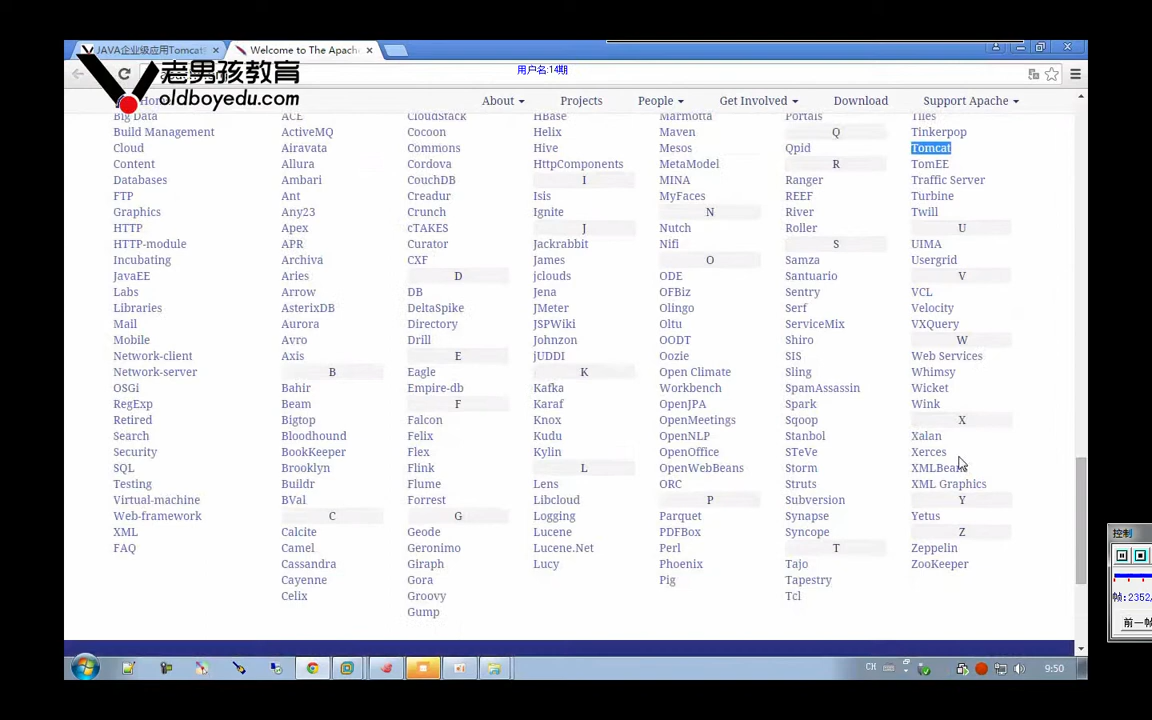 JAVA企业级应用Tomcat
Welcome to The Apach
老男孩教育
oldboyedu.com
用户名:14期
About
Projects
People
Get Involved
Download
Support Apache
Big Data
Build Management
Cloud
Content
Databases
FTP
Graphics
HTTP
HTTP-module
Incubating
JavaEE
Labs
Libraries
Mail
Mobile
Network-client
Network-server
OSGi
RegExp
Retired
Search
Security
SQL
Testing
Virtual-machine
Web-framework
XML
FAQ
ACE
ActiveMQ
Airavata
Allura
Ambari
Ant
Any23
Apex
APR
Archiva
Aries
Arrow
AsterixDB
Aurora
Avro
Axis
B
Bahir
Beam
Bigtop
Bloodhound
BookKeeper
Brooklyn
Buildr
BVal
C
Calcite
Camel
Cassandra
Cayenne
Celix
CloudStack
Cocoon
Commons
Cordova
CouchDB
Creadur
Crunch
cTAKES
Curator
CXF
D
DB
DeltaSpike
Directory
Drill
E
Eagle
Empire-db
F
Falcon
Felix
Flex
Flink
Flume
Forrest
G
Geode
Geronimo
Giraph
Gora
Groovy
Gump
HBase
Helix
Hive
HttpComponents
I
Isis
Ignite
J
Jackrabbit
James
jclouds
Jena
JMeter
JSPWiki
Johnzon
jUDDI
K
Kafka
Karaf
Knox
Kudu
Kylin
L
Lens
Libcloud
Logging
Lucene
Lucene.Net
Lucy
Marmotta
Maven
Mesos
MetaModel
MINA
MyFaces
N
Nutch
Nifi
O
ODE
OFBiz
Olingo
Oltu
OODT
Oozie
Open Climate
Workbench
OpenJPA
OpenMeetings
OpenNLP
OpenOffice
OpenWebBeans
ORC
P
Parquet
PDFBox
Perl
Phoenix
Pig
Portals
Q
Qpid
R
Ranger
REEF
River
Roller
S
Samza
Santuario
Sentry
Serf
ServiceMix
Shiro
SIS
Sling
SpamAssassin
Spark
Sqoop
Stanbol
STeVe
Storm
Struts
Subversion
Synapse
Syncope
T
Tajo
Tapestry
Tcl
Tiles
Tinkerpop
Tomcat
TomEE
Traffic Server
Turbine
Twill
U
UIMA
Usergrid
V
VCL
Velocity
VXQuery
W
Web Services
Whimsy
Wicket
Wink
X
Xalan
Xerces
XMLBeans
XML Graphics
Y
Yetus
Z
Zeppelin
ZooKeeper
控制
帧:2352/
前一帧
CH
9:50